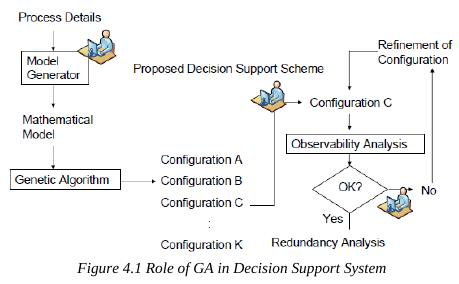 Process Details
Model
Generator
Mathematical
Model
Genetic Algorithm
Proposed Decision Support Scheme
Configuration A
Configuration B
Configuration C
:
Configuration K
Refinement of
Configuration
Configuration C
Observability Analysis
OK?
No
Yes
Redundancy Analysis
Figure 4.1 Role of GA in Decision Support System